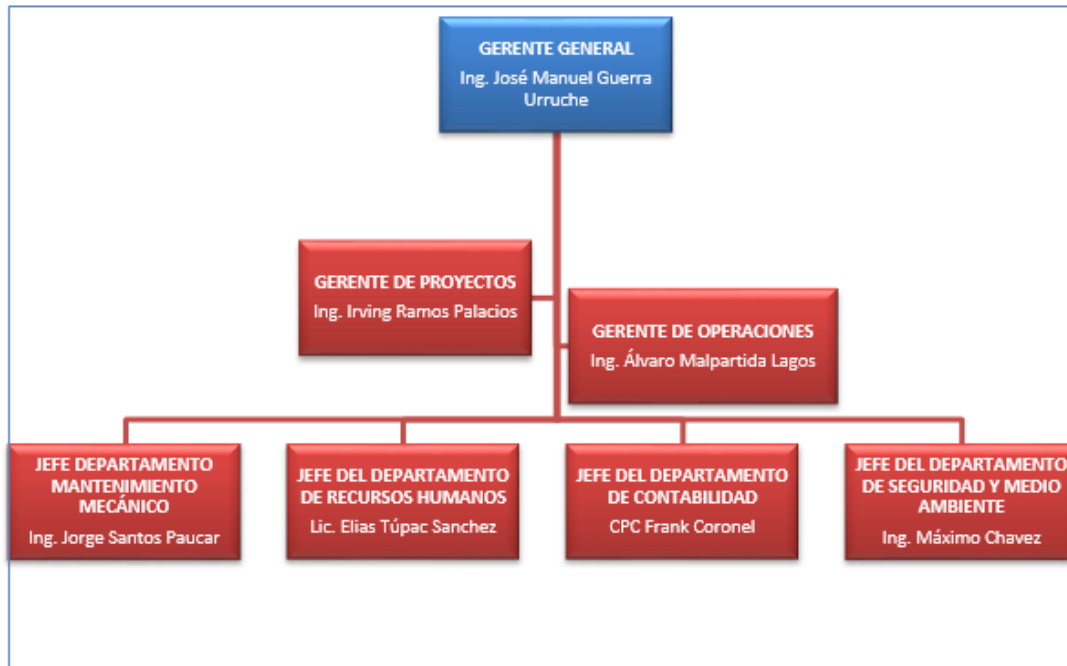 GERENTE GENERAL
Ing. José Manuel Guerra
Urruche
GERENTE DE PROYECTOS
Ing. Irving Ramos Palacios
GERENTE DE OPERACIONES
Ing. Álvaro Malpartida Lagos
JEFE DEPARTAMENTO
MANTENIMIENTO
MECÁNICO
Ing. Jorge Santos Paucar
JEFE DEL DEPARTAMENTO
DE RECURSOS HUMANOS
Lic. Elias Túpac Sanchez
JEFE DEL DEPARTAMENTO
DE CONTABILIDAD
CPC Frank Coronel
JEFE DEL DEPARTAMENTO
DE SEGURIDAD Y MEDIO
AMBIENTE
Ing. Máximo Chavez